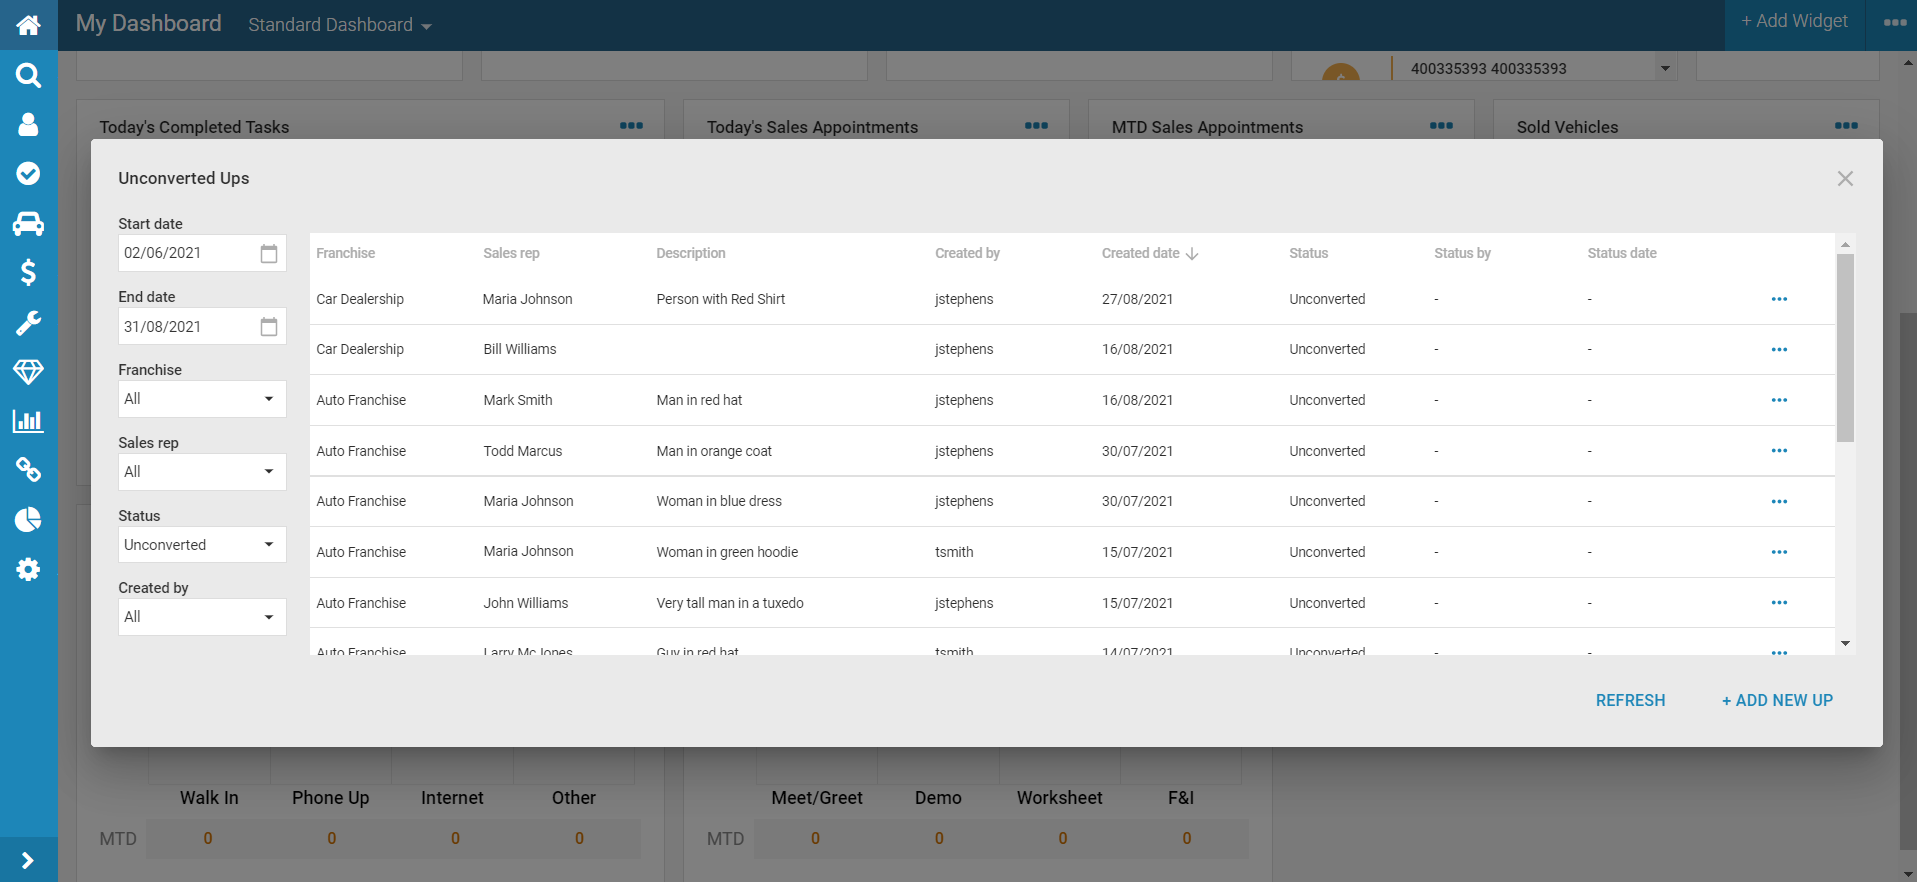 My Dashboard Standard Dashboard + Add Widget
400335393 400335393
Today's Completed Tasks Today's Sales Appointments MTD Sales Appointments Sold Vehicles
Unconverted Ups
Start date
02/06/2021
End date
31/08/2021
Franchise
All
Sales rep
All
Status
Unconverted
Created by
All
Franchise Sales rep Description Created by Created date Status Status by Status date
Car Dealership Maria Johnson Person with Red Shirt jstephens 27/08/2021 Unconverted - -
Car Dealership Bill Williams jstephens 16/08/2021 Unconverted - -
Auto Franchise Mark Smith Man in red hat jstephens 16/08/2021 Unconverted - -
Auto Franchise Todd Marcus Man in orange coat jstephens 30/07/2021 Unconverted - -
Auto Franchise Maria Johnson Woman in blue dress jstephens 30/07/2021 Unconverted - -
Auto Franchise Maria Johnson Woman in green hoodie tsmith 15/07/2021 Unconverted - -
Auto Franchise John Williams Very tall man in a tuxedo jstephens 15/07/2021 Unconverted - -
Auto Franchise Larry McJones Guy in red hat tsmith 14/07/2021 Unconverted - -
REFRESH + ADD NEW UP
Walk In Phone Up Internet Other Meet/Greet Demo Worksheet F&I
MTD 0 0 0 0 MTD 0 0 0 0